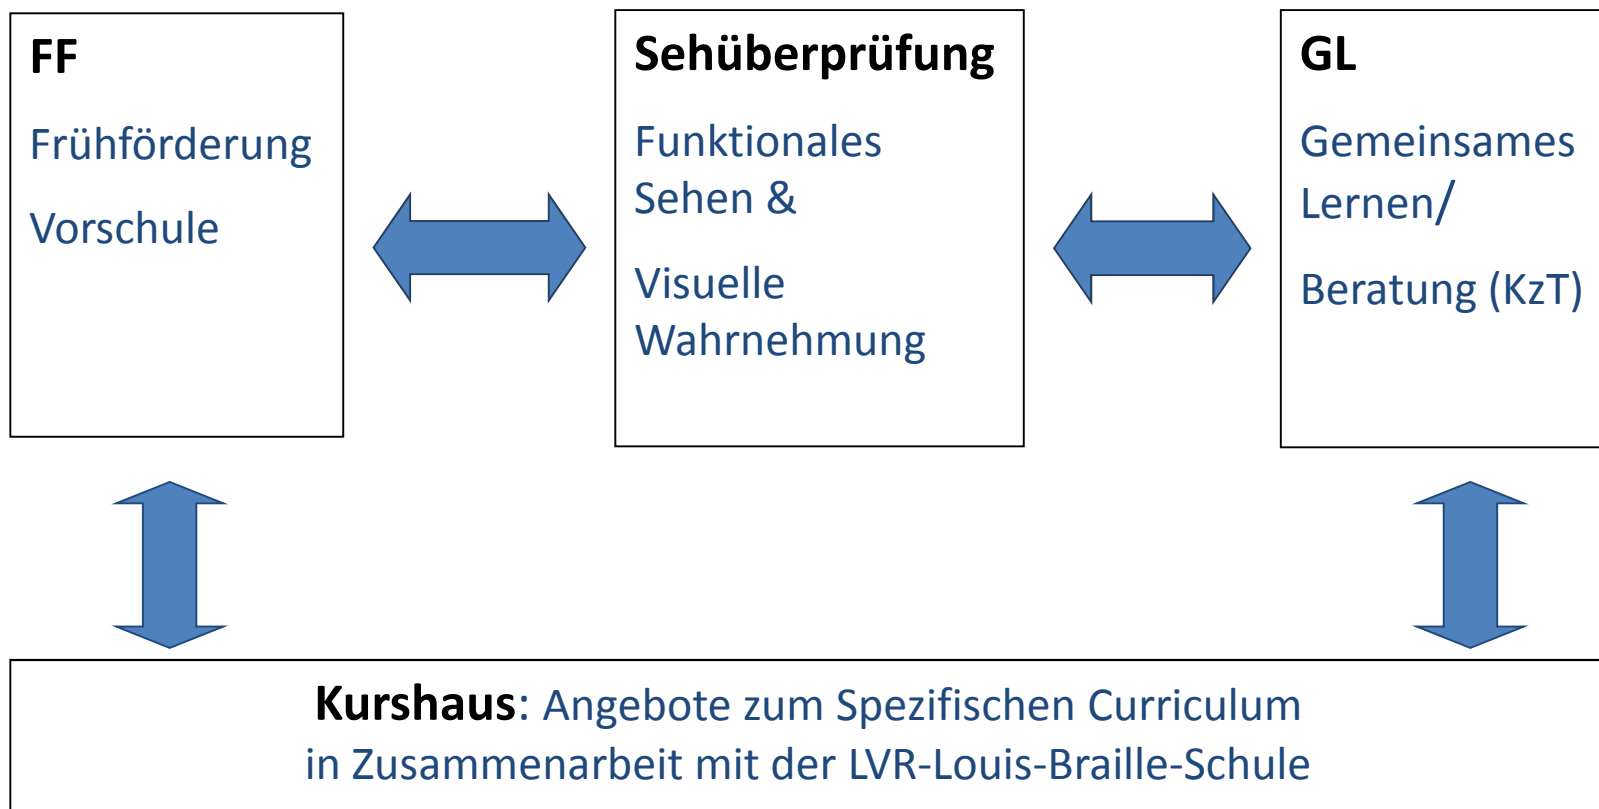 FF
Frühförderung
Vorschule
Sehüberprüfung
Funktionales
Sehen &
Visuelle
Wahrnehmung
GL
Gemeinsames
Lernen/
Beratung (KzT)
Kurshaus: Angebote zum Spezifischen Curriculum
in Zusammenarbeit mit der LVR-Louis-Braille-Schule